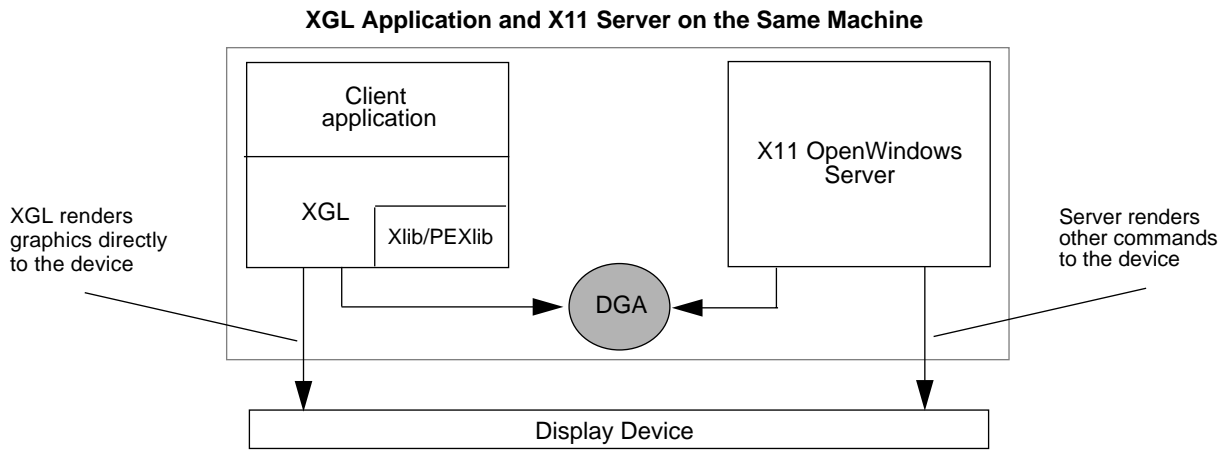 XGL Application and X11 Server on the Same Machine
Client
application
X11 OpenWindows
Server
XGL
Xlib/PEXlib
XGL renders
graphics directly
to the device
Server renders
other commands
to the device
DGA
Display Device